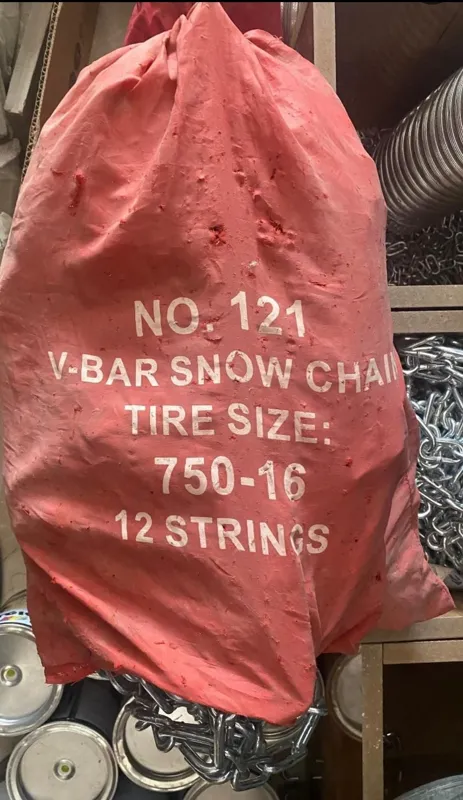 NO. 121
V-BAR SNOW CHAIN
TIRE SIZE:
750-16
12 STRINGS